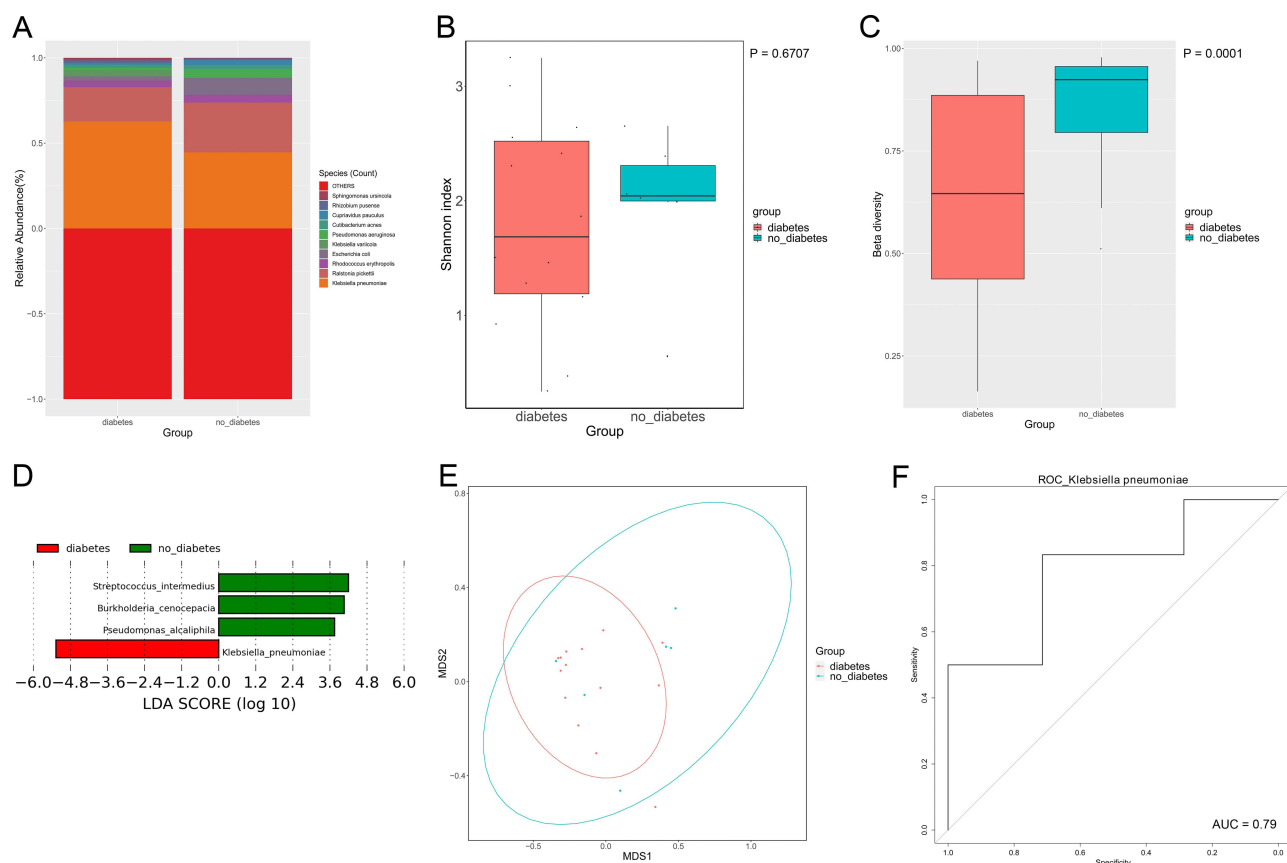 A
Relative Abundance(%)
1.0
0.5
0.0
−0.5
−1.0
diabetes
no_diabetes
Group
Species (Count)
OTHERS
Sphingomonas ursincola
Rhizobium pusense
Cupriavidus pauculus
Cutibacterium acnes
Pseudomonas aeruginosa
Klebsiella variicola
Escherichia coli
Rhodococcus erythropolis
Ralstonia pickettii
Klebsiella pneumoniae
B
P = 0.6707
Shannon index
3
2
1
diabetes
no_diabetes
Group
group
diabetes
no_diabetes
C
P = 0.0001
Beta diversity
1.00
0.75
0.50
0.25
diabetes
no_diabetes
Group
group
diabetes
no_diabetes
D
diabetes
no_diabetes
Streptococcus_intermedius
Burkholderia_cenocepacia
Pseudomonas_alcaliphila
Klebsiella_pneumoniae
−6.0 −4.8 −3.6 −2.4 −1.2 0.0 1.2 2.4 3.6 4.8 6.0
LDA SCORE (log 10)
E
MDS2
0.8
0.4
0.0
−0.4
−0.5 0.0 0.5 1.0
MDS1
Group
diabetes
no_diabetes
F
ROC_Klebsiella pneumoniae
Sensitivity
1.0
0.8
0.6
0.4
0.2
0.0
AUC = 0.79
1.0 0.8 0.6 0.4 0.2 0.0
Specificity